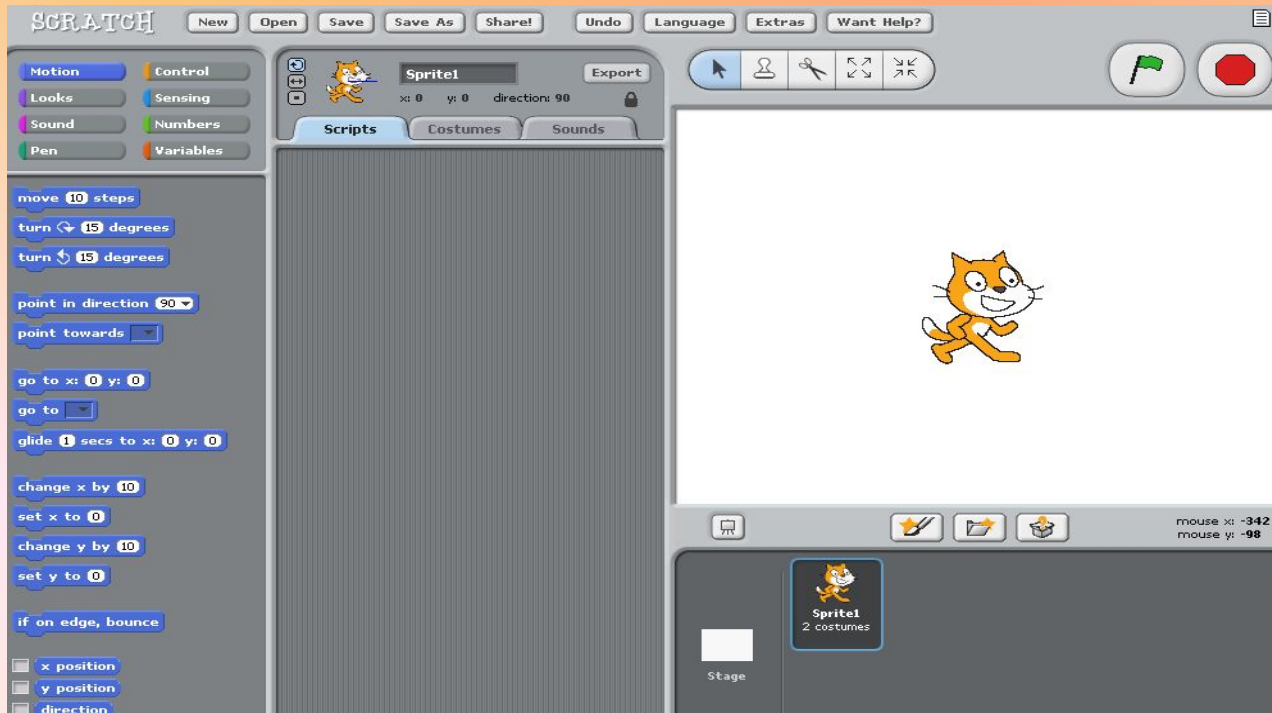 SCRATCH New Open Save Save As Share! Undo Language Extras Want Help?
Motion Control
Looks Sensing
Sound Numbers
Pen Variables
move 10 steps
turn 15 degrees
turn 15 degrees
point in direction 90
point towards
go to x: 0 y: 0
go to
glide 1 secs to x: 0 y: 0
change x by 10
set x to 0
change y by 10
set y to 0
if on edge, bounce
x position
y position
direction
Sprite1 Export
x: 0 y: 0 direction: 90
Scripts Costumes Sounds
mouse x: -342
mouse y: -98
Sprite1
2 costumes
Stage